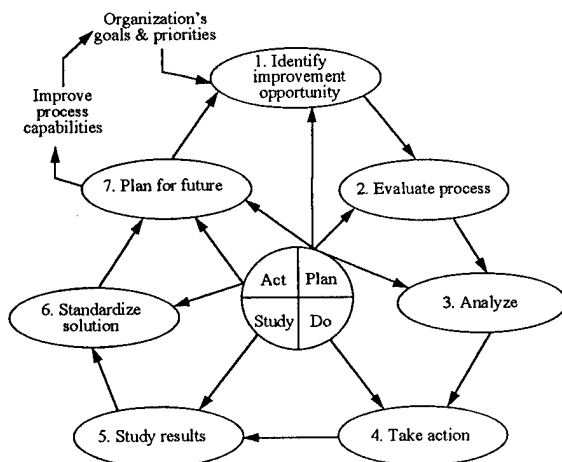 Organization's
goals & priorities
1. Identify
improvement
opportunity
Improve
process
capabilities
7. Plan for future
2. Evaluate process
Act
Plan
Study
Do
6. Standardize
solution
3. Analyze
5. Study results
4. Take action